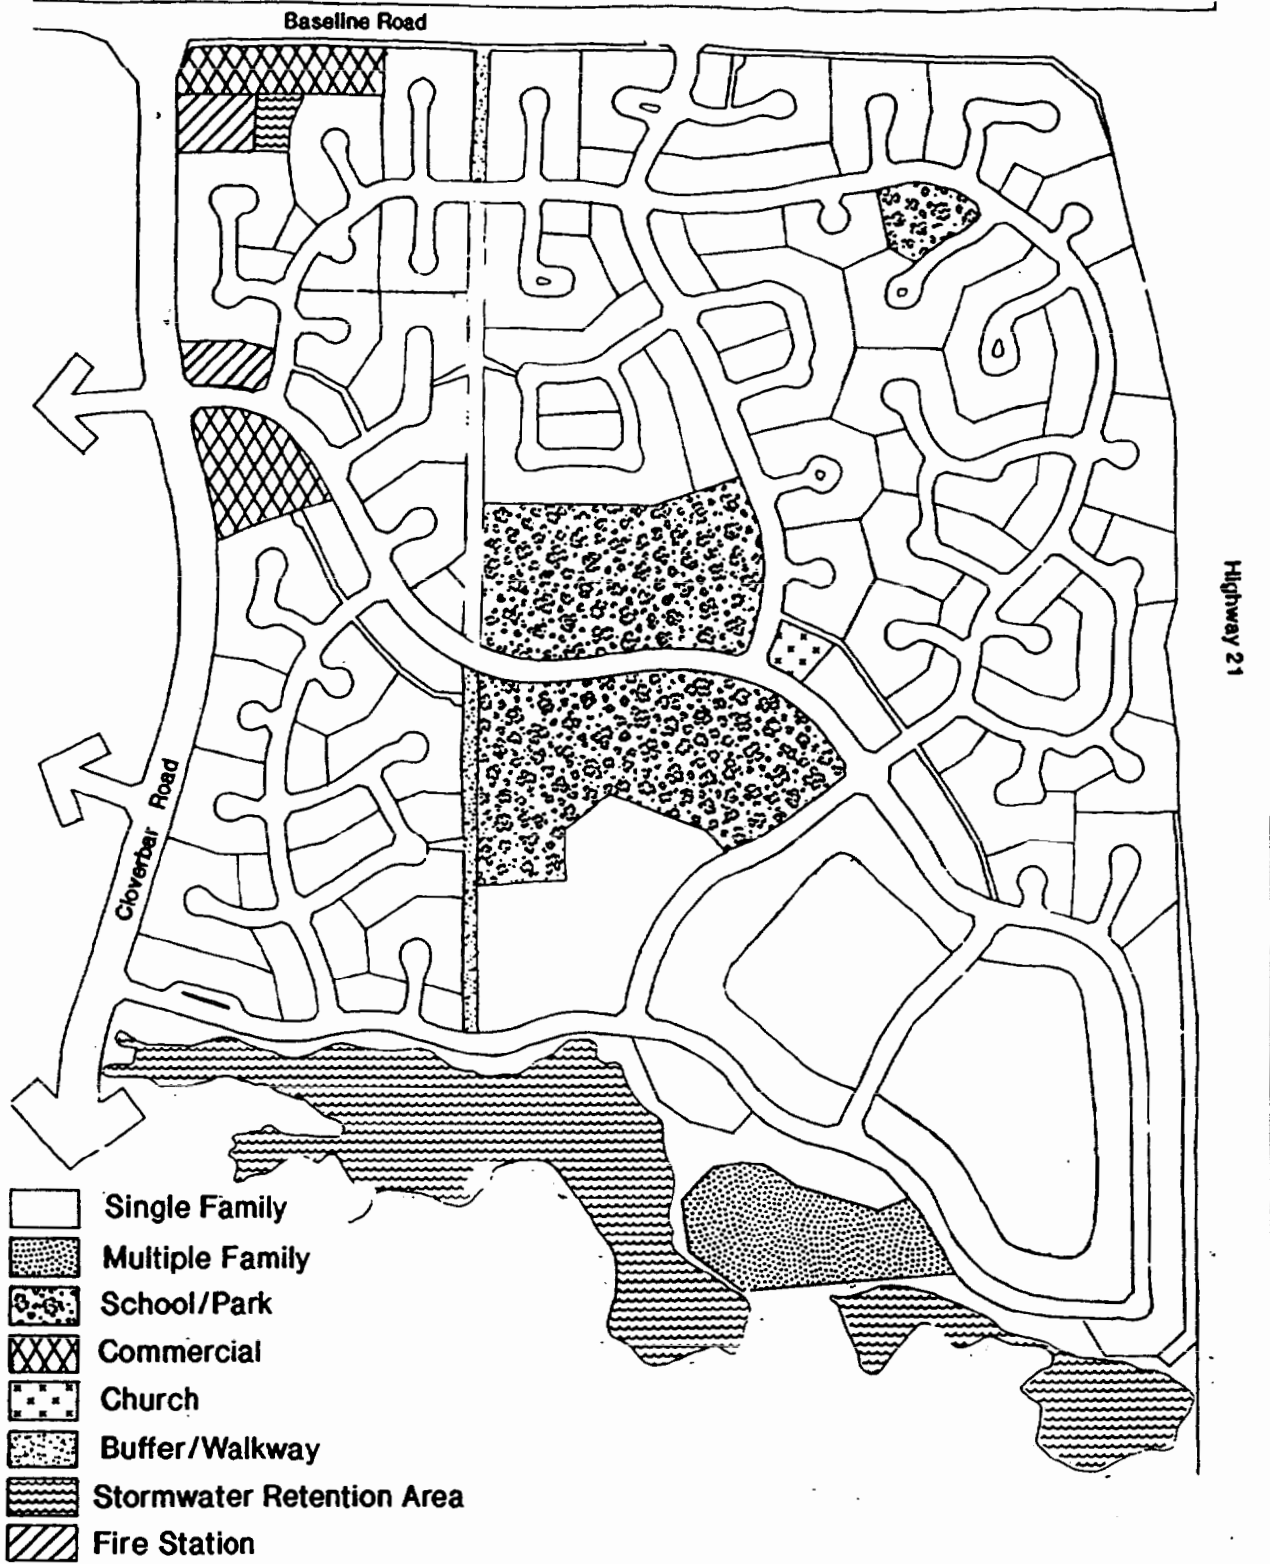 Baseline Road
Highway 21
Cloverbar Road
Single Family
Multiple Family
School/Park
Commercial
Church
Buffer/Walkway
Stormwater Retention Area
Fire Station